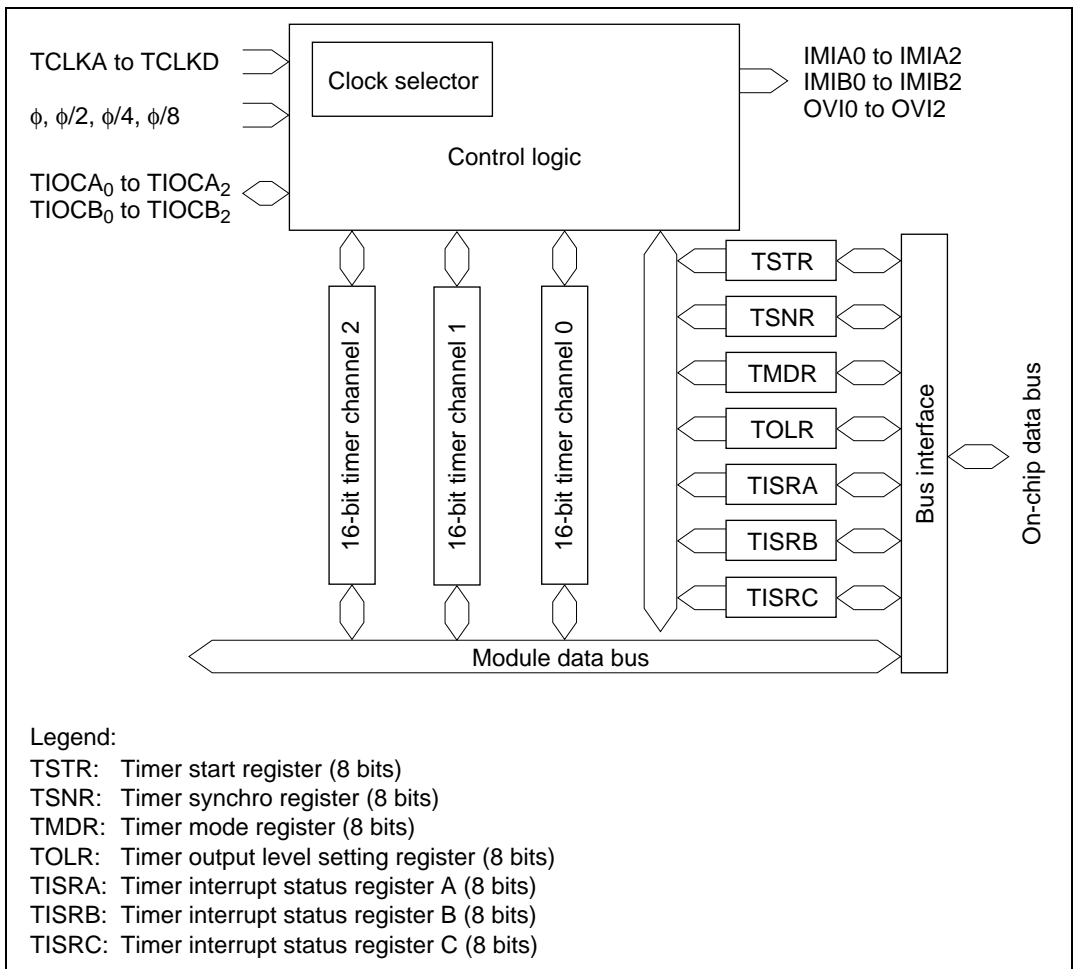 TCLKA to TCLKD
ϕ, ϕ/2, ϕ/4, ϕ/8
TIOCA0 to TIOCA2
TIOCB0 to TIOCB2
Clock selector
Control logic
IMIA0 to IMIA2
IMIB0 to IMIB2
OVI0 to OVI2
16-bit timer channel 2
16-bit timer channel 1
16-bit timer channel 0
TSTR
TSNR
TMDR
TOLR
TISRA
TISRB
TISRC
Bus interface
On-chip data bus
Module data bus
Legend:
TSTR: Timer start register (8 bits)
TSNR: Timer synchro register (8 bits)
TMDR: Timer mode register (8 bits)
TOLR: Timer output level setting register (8 bits)
TISRA: Timer interrupt status register A (8 bits)
TISRB: Timer interrupt status register B (8 bits)
TISRC: Timer interrupt status register C (8 bits)